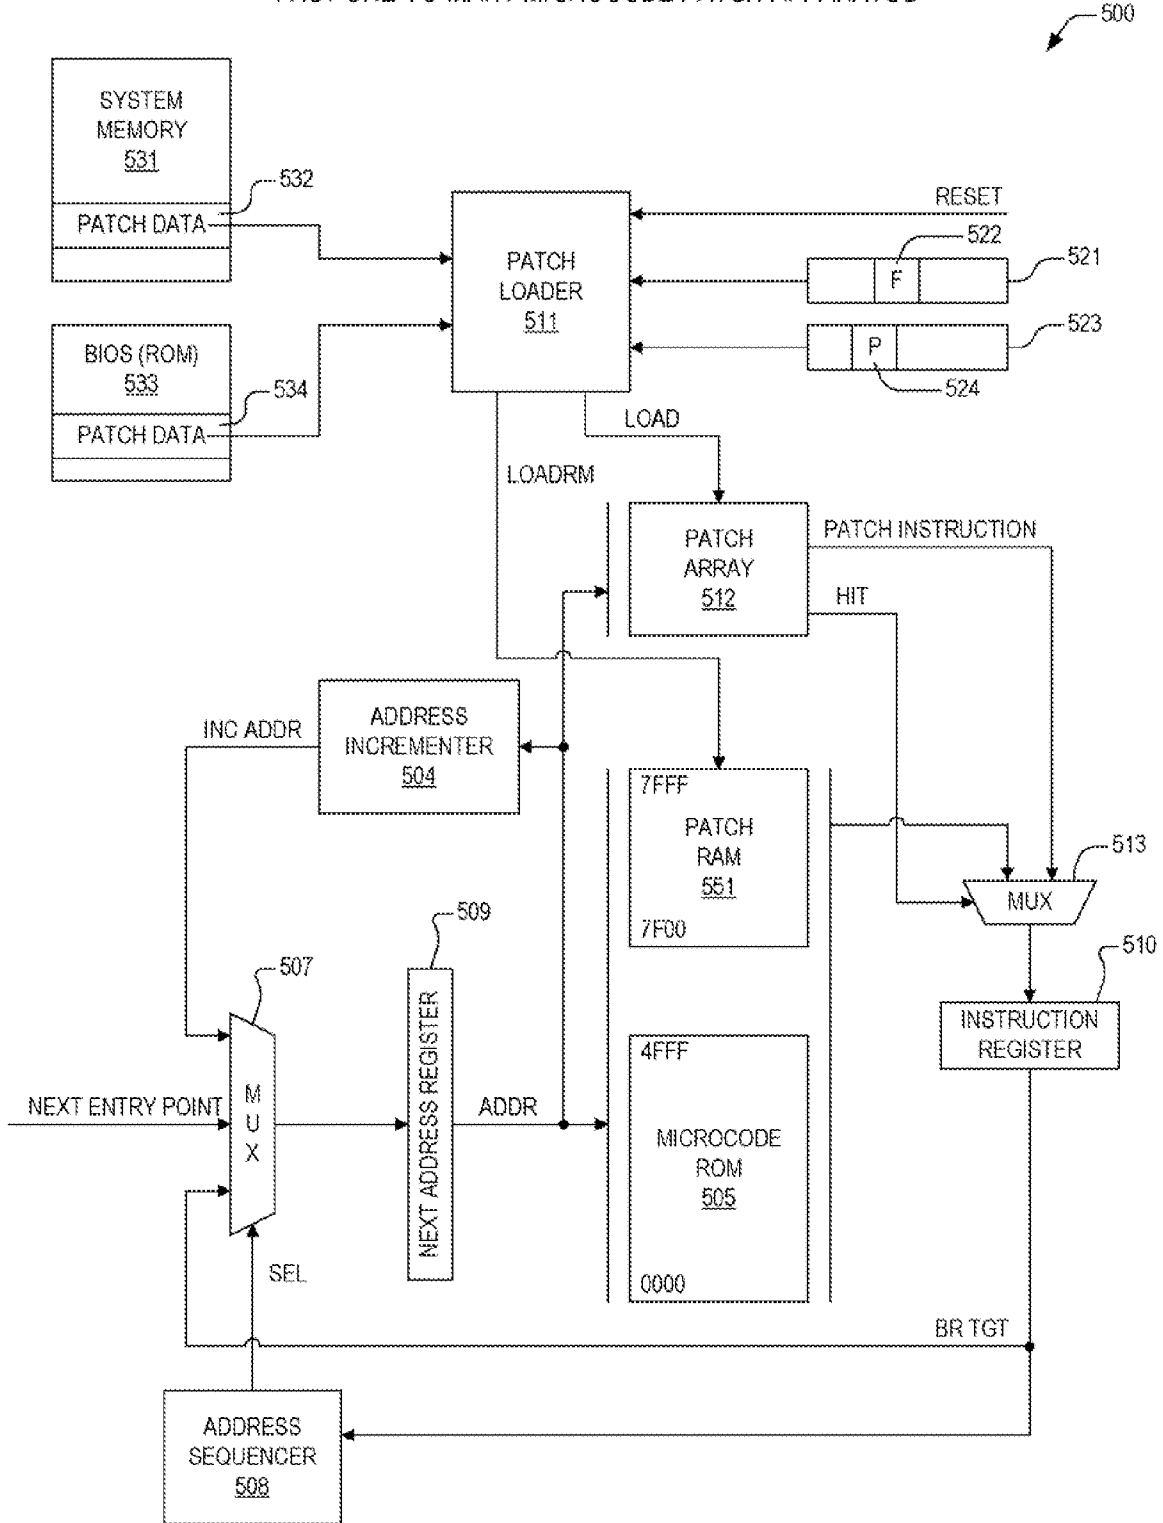 500
SYSTEM
MEMORY
531
532
PATCH DATA
PATCH
LOADER
511
RESET
522
F
521
523
P
524
BIOS (ROM)
533
534
PATCH DATA
LOAD
LOADRM
PATCH
ARRAY
512
PATCH INSTRUCTION
HIT
INC ADDR
ADDRESS
INCREMENTER
504
7FFF
PATCH
RAM
551
7F00
513
MUX
509
507
510
INSTRUCTION
REGISTER
4FFF
MICROCODE
ROM
505
0000
NEXT ENTRY POINT
MUX
NEXT ADDRESS REGISTER
ADDR
SEL
BR TGT
ADDRESS
SEQUENCER
508